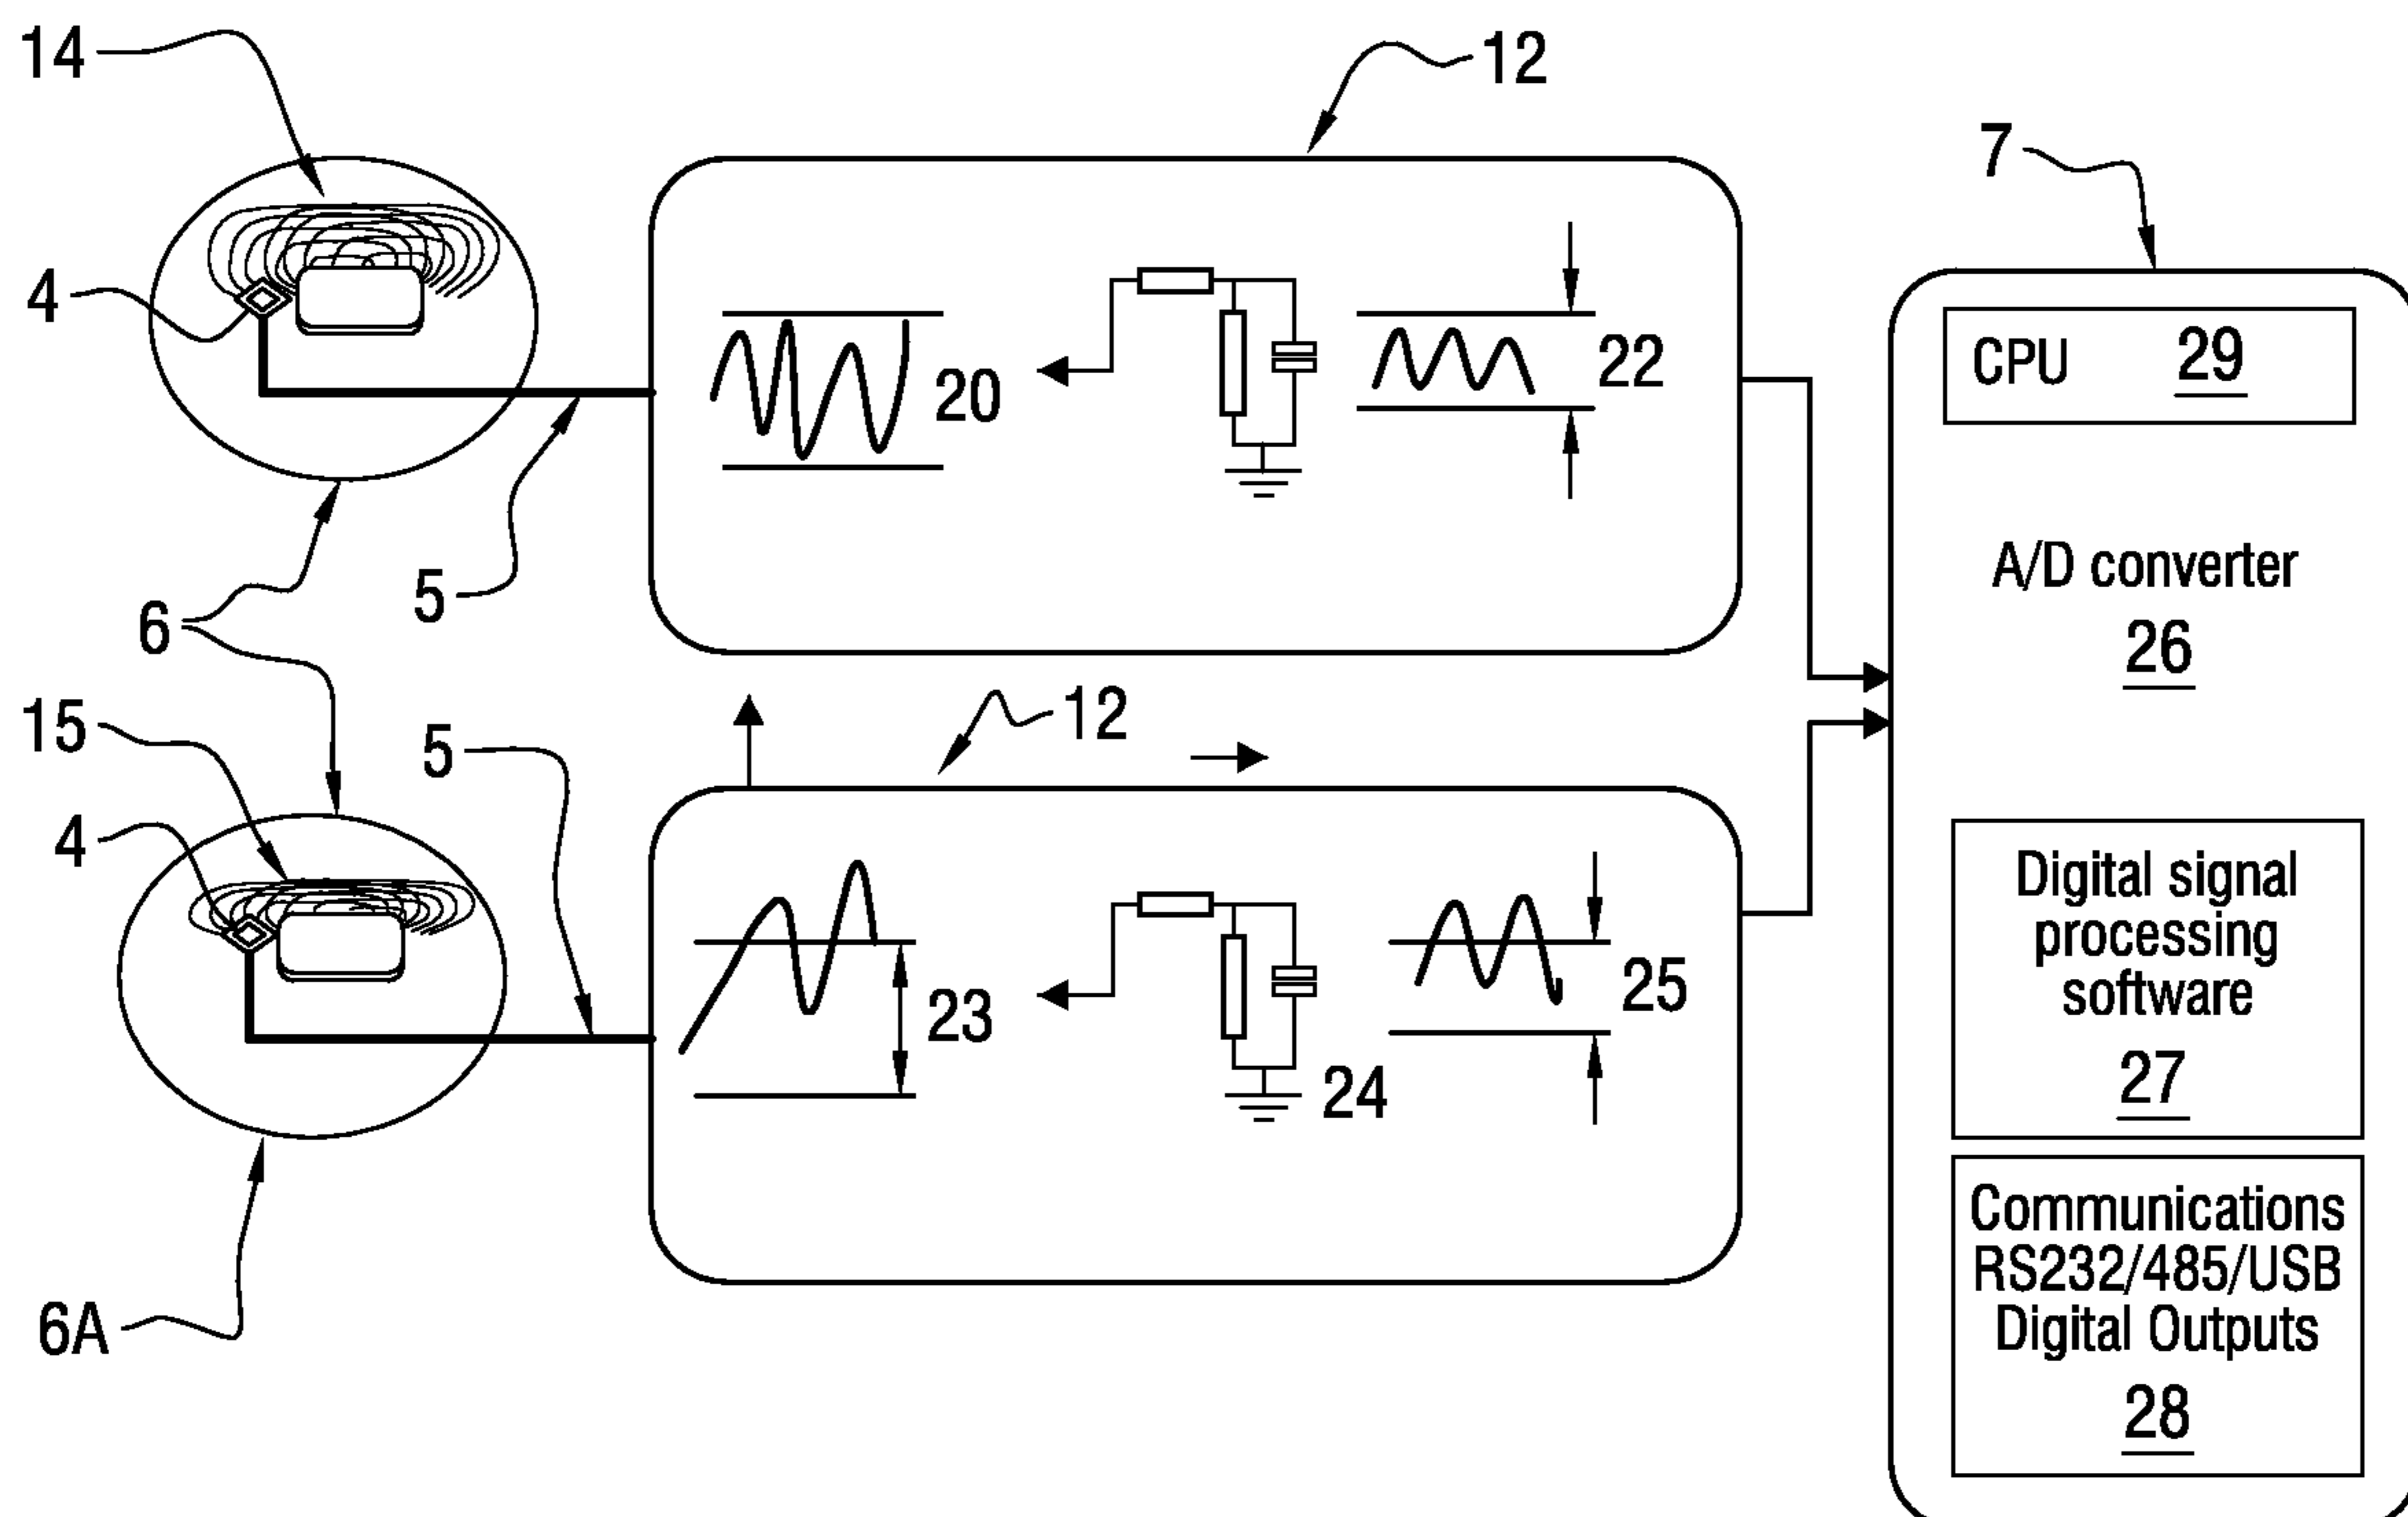 14
12
7
4
20
22
CPU 29
5
6
A/D converter
26
15
5
12
4
23
24
25
Digital signal
processing
software
27
6A
Communications
RS232/485/USB
Digital Outputs
28